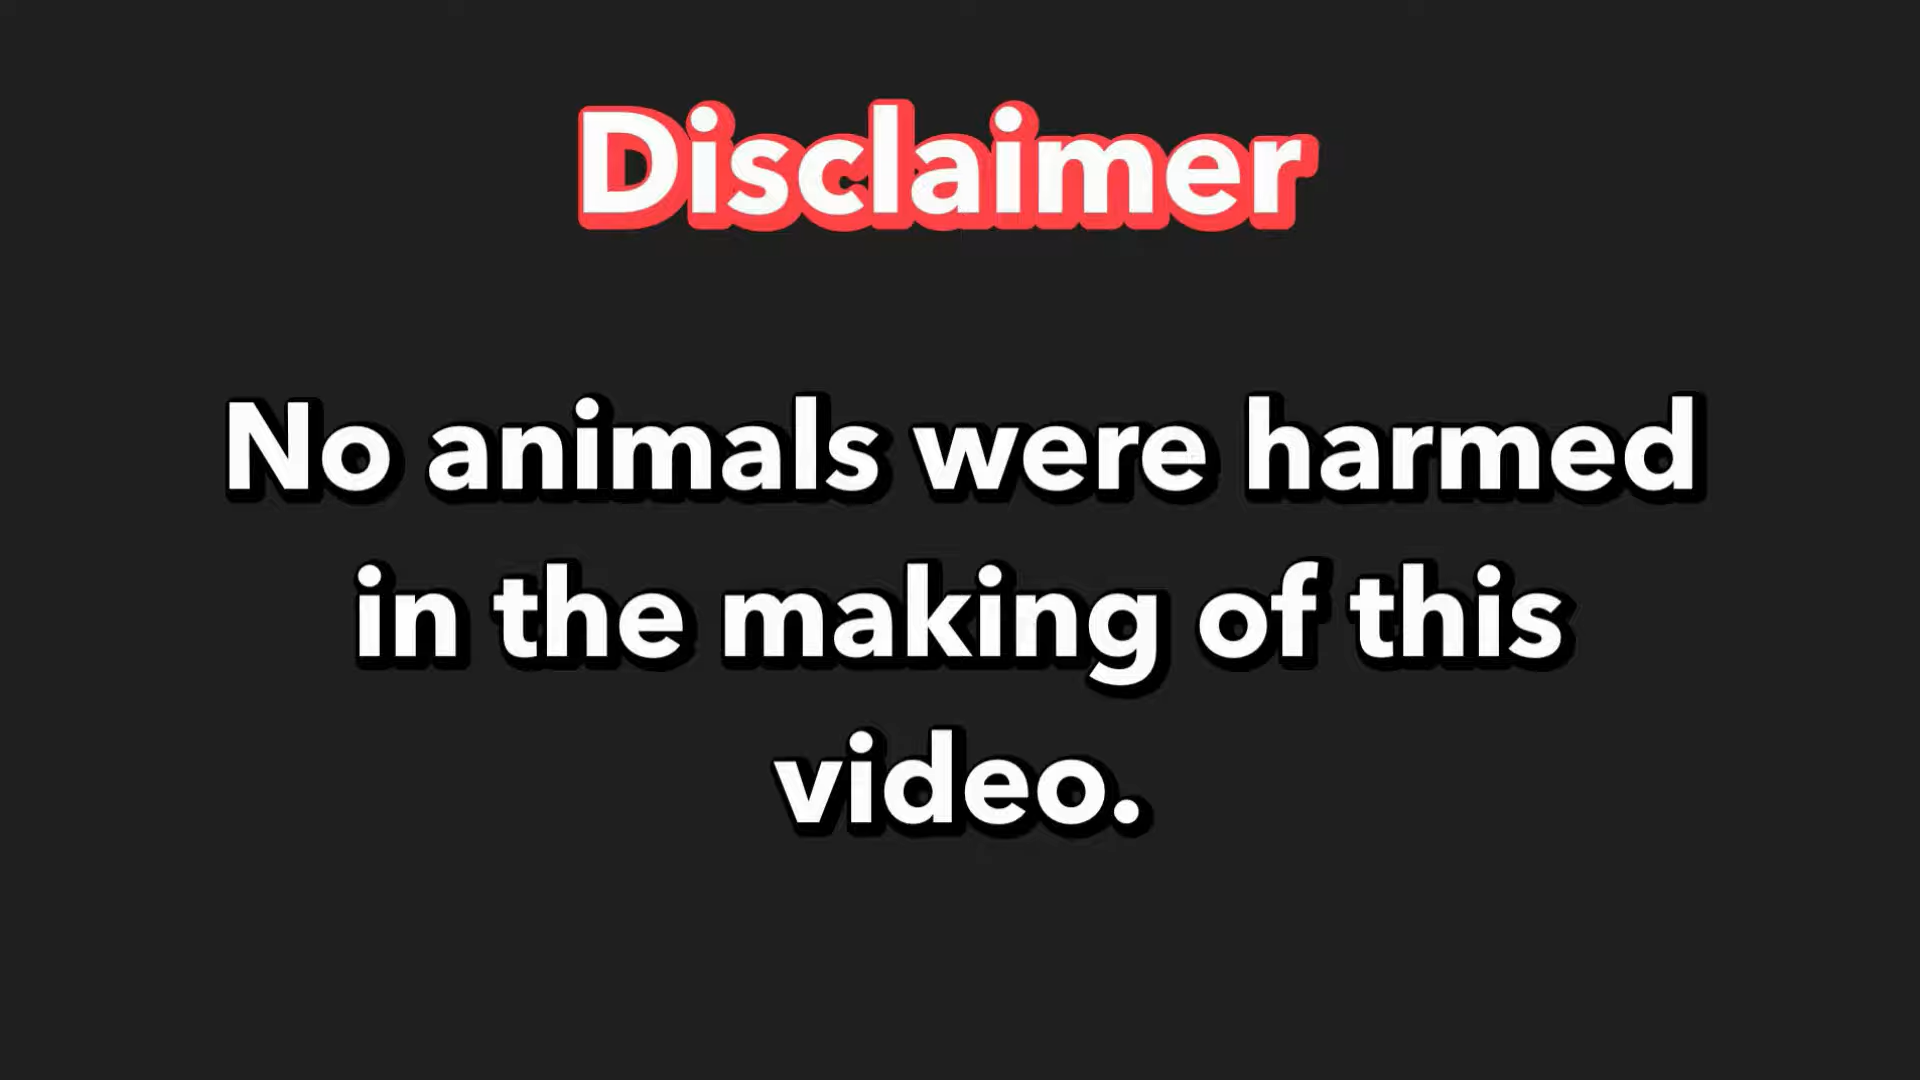 Disclaimer
No animals were harmed
in the making of this
video.